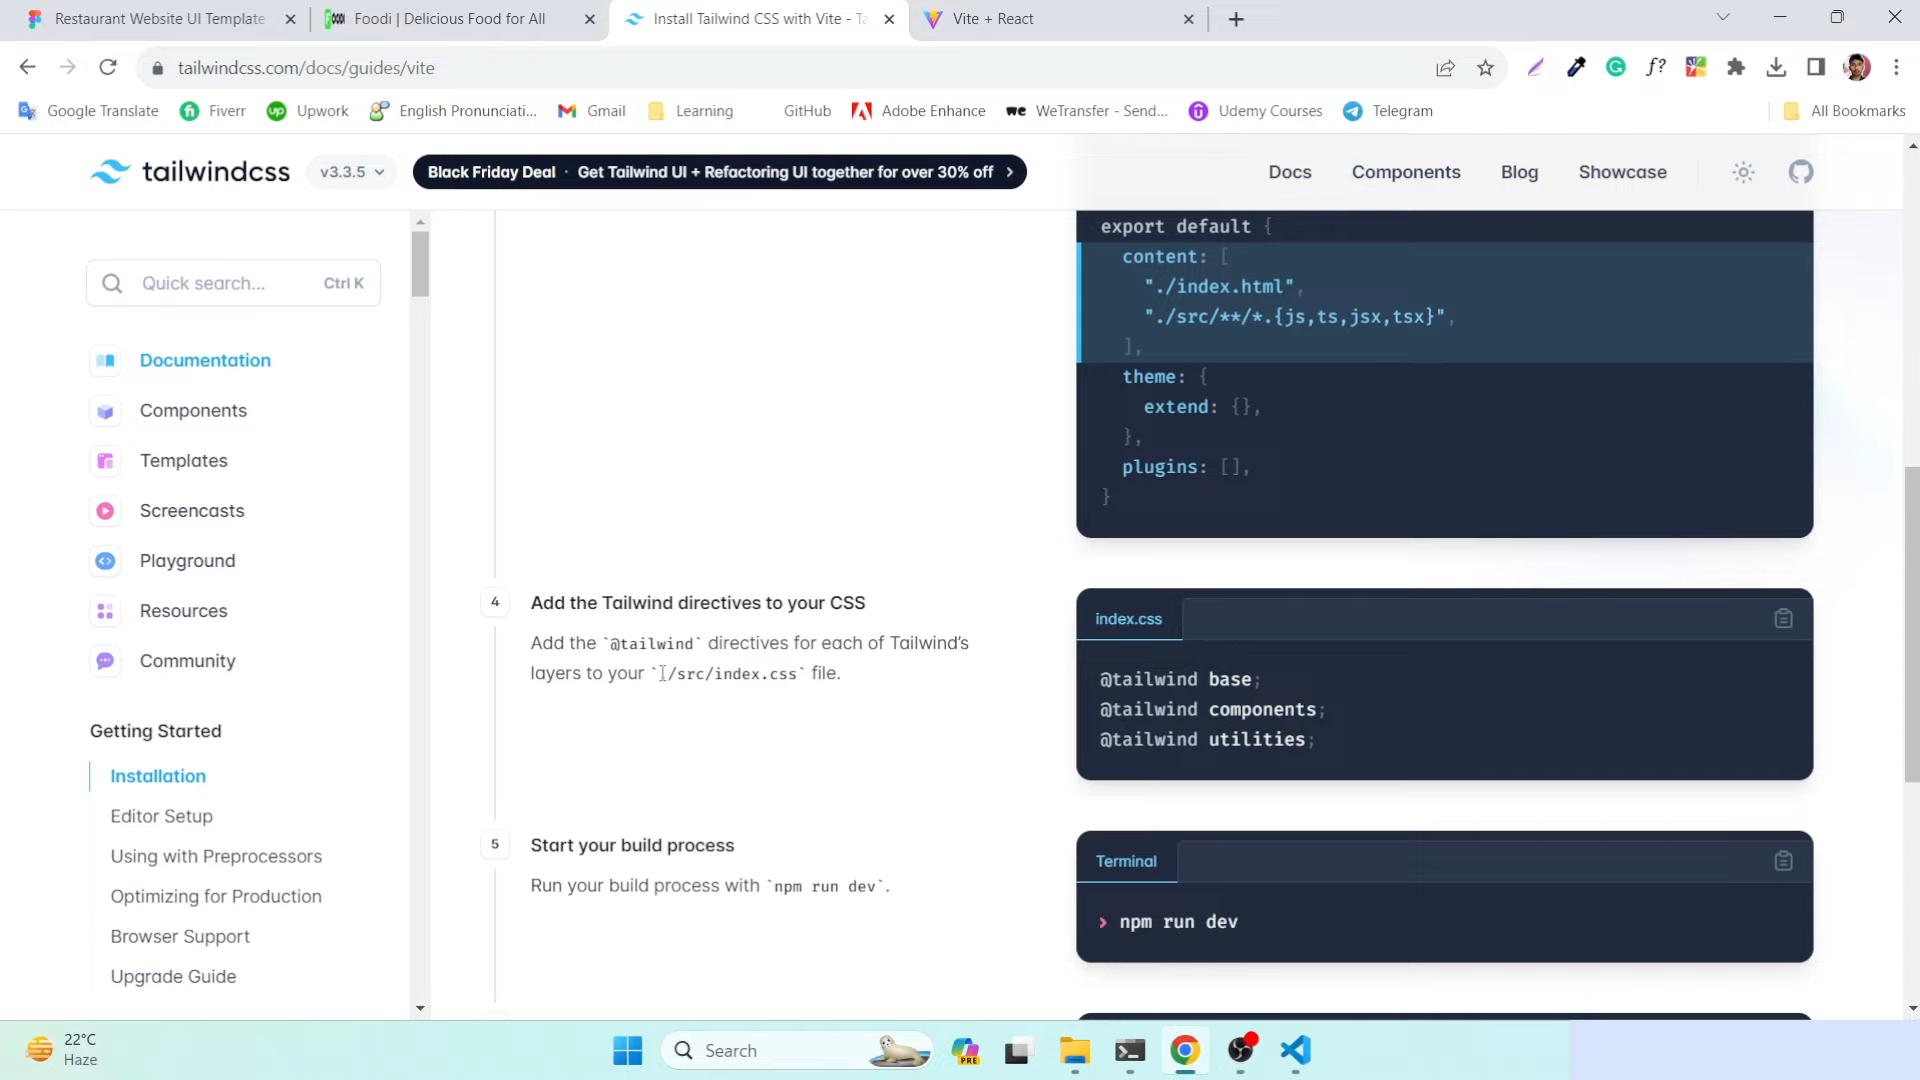 Restaurant Website UI Template
Foodi | Delicious Food for All
Install Tailwind CSS with Vite - Ta
Vite + React
tailwindcss.com/docs/guides/vite
Google Translate
Fiverr
Upwork
English Pronunciati...
Gmail
Learning
GitHub
Adobe Enhance
WeTransfer - Send...
Udemy Courses
Telegram
All Bookmarks
tailwindcss
v3.3.5
Black Friday Deal · Get Tailwind UI + Refactoring UI together for over 30% off
Docs
Components
Blog
Showcase
Quick search...
Ctrl K
Documentation
Components
Templates
Screencasts
Playground
Resources
Community
Getting Started
Installation
Editor Setup
Using with Preprocessors
Optimizing for Production
Browser Support
Upgrade Guide
export default {
content: [
"./index.html",
"./src/**/*.{js,ts,jsx,tsx}",
],
theme: {
extend: {},
},
plugins: [],
}
4
Add the Tailwind directives to your CSS
Add the `@tailwind` directives for each of Tailwind's
layers to your `./src/index.css` file.
index.css
@tailwind base;
@tailwind components;
@tailwind utilities;
5
Start your build process
Run your build process with `npm run dev`.
Terminal
> npm run dev
22°C
Haze
Search
PRE